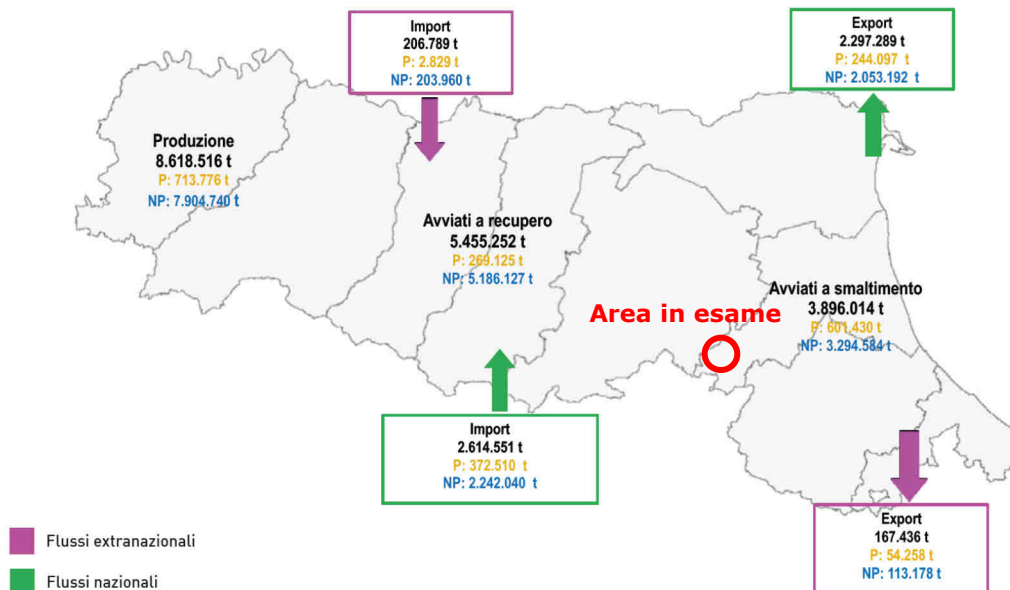 Import
206.789 t
P: 2.829 t
NP: 203.960 t
Export
2.297.289 t
P: 244.097 t
NP: 2.053.192 t
Produzione
8.618.516 t
P: 713.776 t
NP: 7.904.740 t
Avviati a recupero
5.455.252 t
P: 269.125 t
NP: 5.186.127 t
Avviati a smaltimento
3.896.014 t
P: 601.430 t
NP: 3.294.584 t
Area in esame
Import
2.614.551 t
P: 372.510 t
NP: 2.242.040 t
Export
167.436 t
P: 54.258 t
NP: 113.178 t
Flussi extranazionali
Flussi nazionali